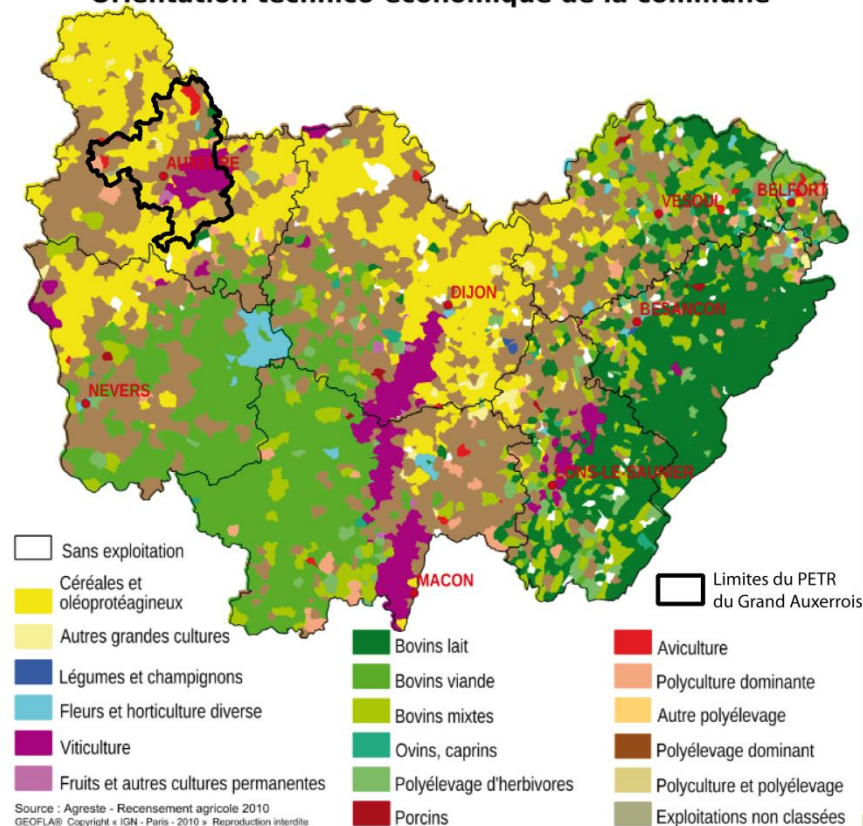 Orientation technico-économique de la commune
AUXERRE
VESOUL
BELFORT
DIJON
BESANCON
NEVERS
LONS-LE-SAUNIER
MACON
Sans exploitation
Céréales et
oléoprotéagineux
Autres grandes cultures
Légumes et champignons
Fleurs et horticulture diverse
Viticulture
Fruits et autres cultures permanentes
Bovins lait
Bovins viande
Bovins mixtes
Ovins, caprins
Polyélevage d'herbivores
Porcins
Limites du PETR
du Grand Auxerrois
Aviculture
Polyculture dominante
Autre polyélevage
Polyélevage dominant
Polyculture et polyélevage
Exploitations non classées
Source : Agreste - Recensement agricole 2010
GEOFLA® Copyright « IGN - Paris - 2010 » Reproduction interdite